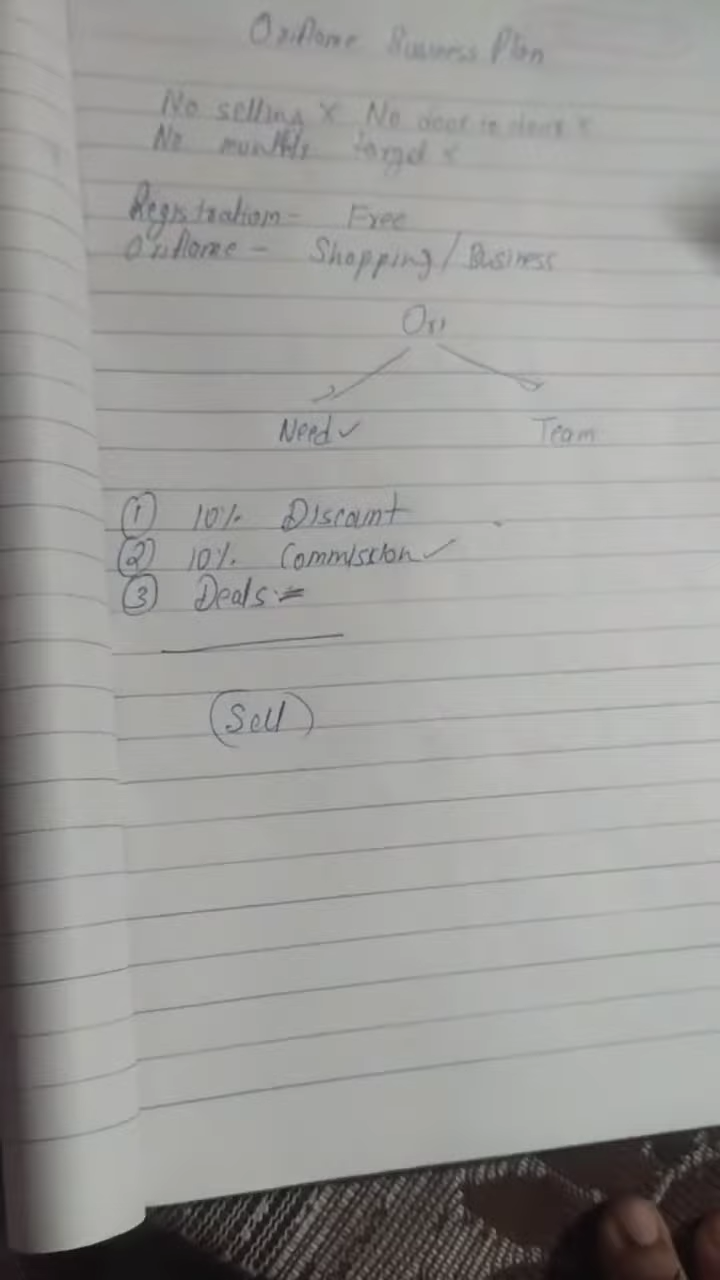 Oriflame Business Plan
No selling x No door to door x
No monthly target x
Registration - Free
Oriflame - Shopping / Business
Ori
Need ✓ Team
① 10% Discount
② 10% Commission ✓
③ Deals :=
Sell